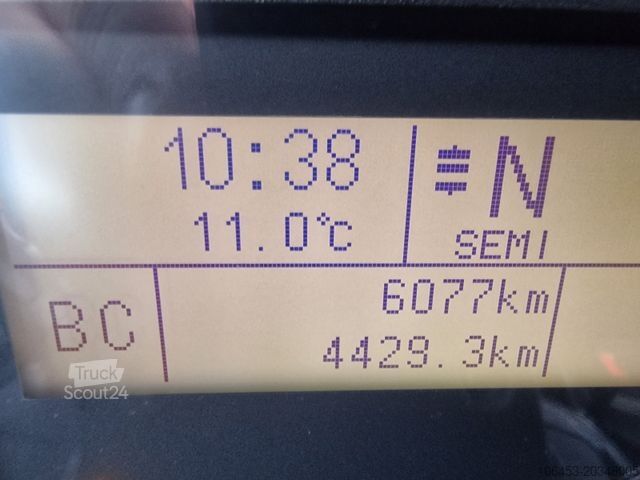 10:38
11.0°C
N
SEMI
BC
6077km
4429.3km
Truck
Scout24